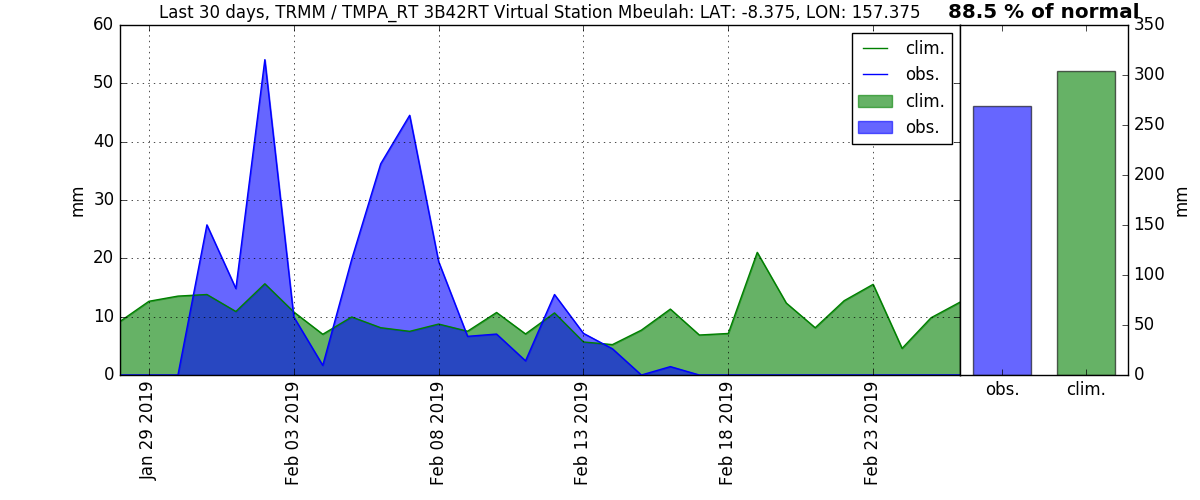 Last 30 days, TRMM / TMPA_RT 3B42RT Virtual Station Mbeulah: LAT: -8.375, LON: 157.375
88.5 % of normal
60
50
40
30
20
10
0
mm
clim.
obs.
clim.
obs.
Jan 29 2019
Feb 03 2019
Feb 08 2019
Feb 13 2019
Feb 18 2019
Feb 23 2019
350
300
250
200
150
100
50
0
mm
obs.
clim.